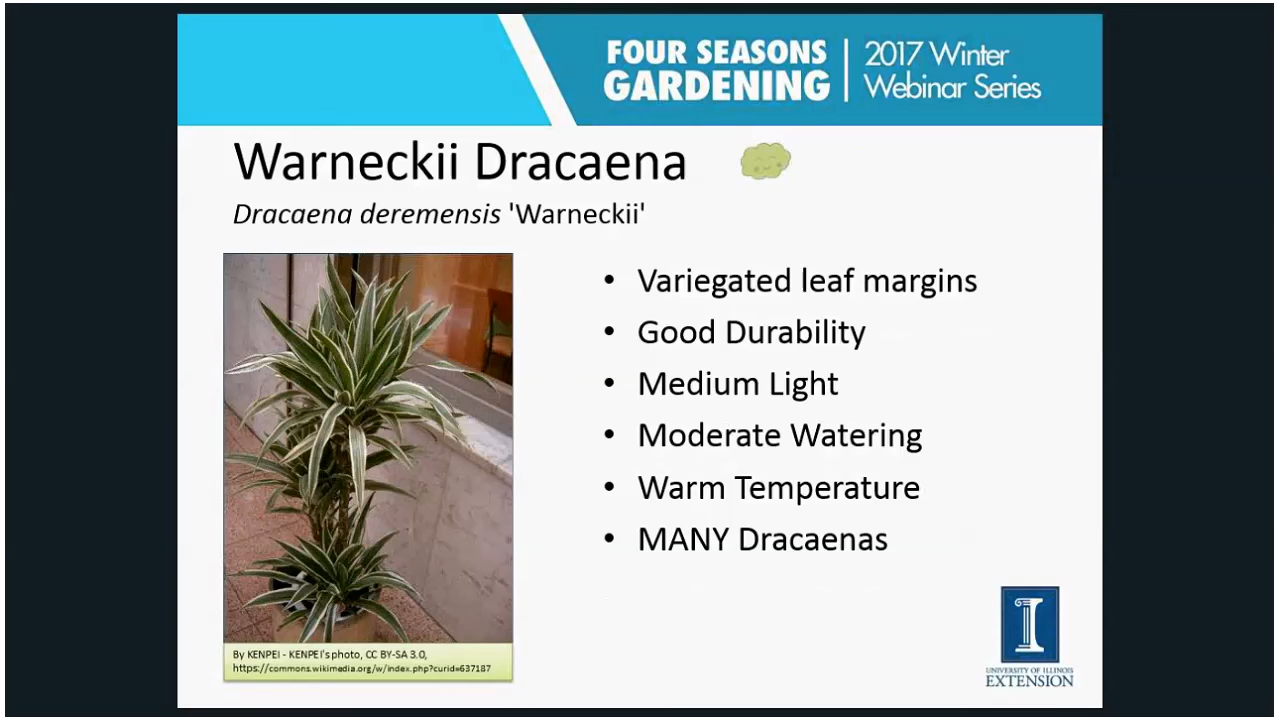 FOUR SEASONS
GARDENING
2017 Winter
Webinar Series
Warneckii Dracaena
Dracaena deremensis 'Warneckii'
• Variegated leaf margins
• Good Durability
• Medium Light
• Moderate Watering
• Warm Temperature
• MANY Dracaenas
By KENPEI - KENPEI's photo, CC BY-SA 3.0,
https://commons.wikimedia.org/w/index.php?curid=637187
I
UNIVERSITY OF ILLINOIS
EXTENSION